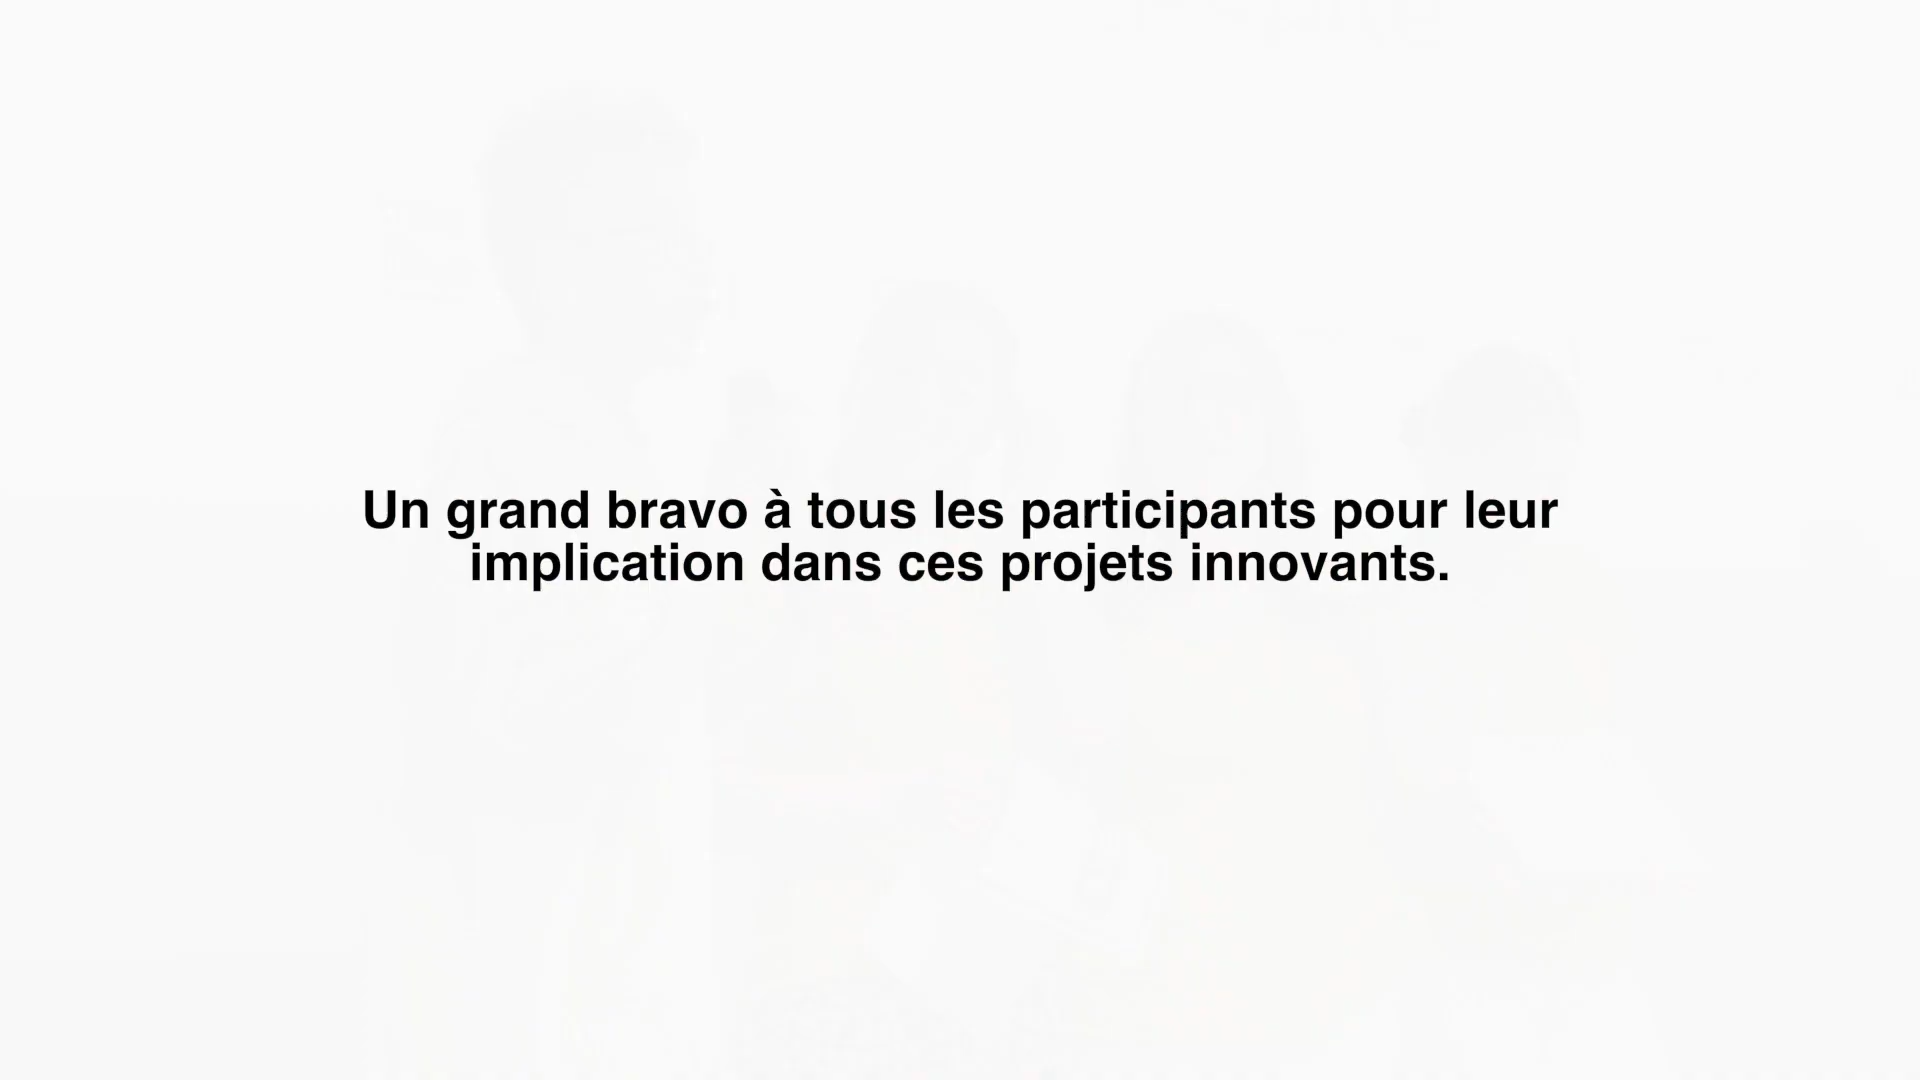 Un grand bravo à tous les participants pour leur
implication dans ces projets innovants.